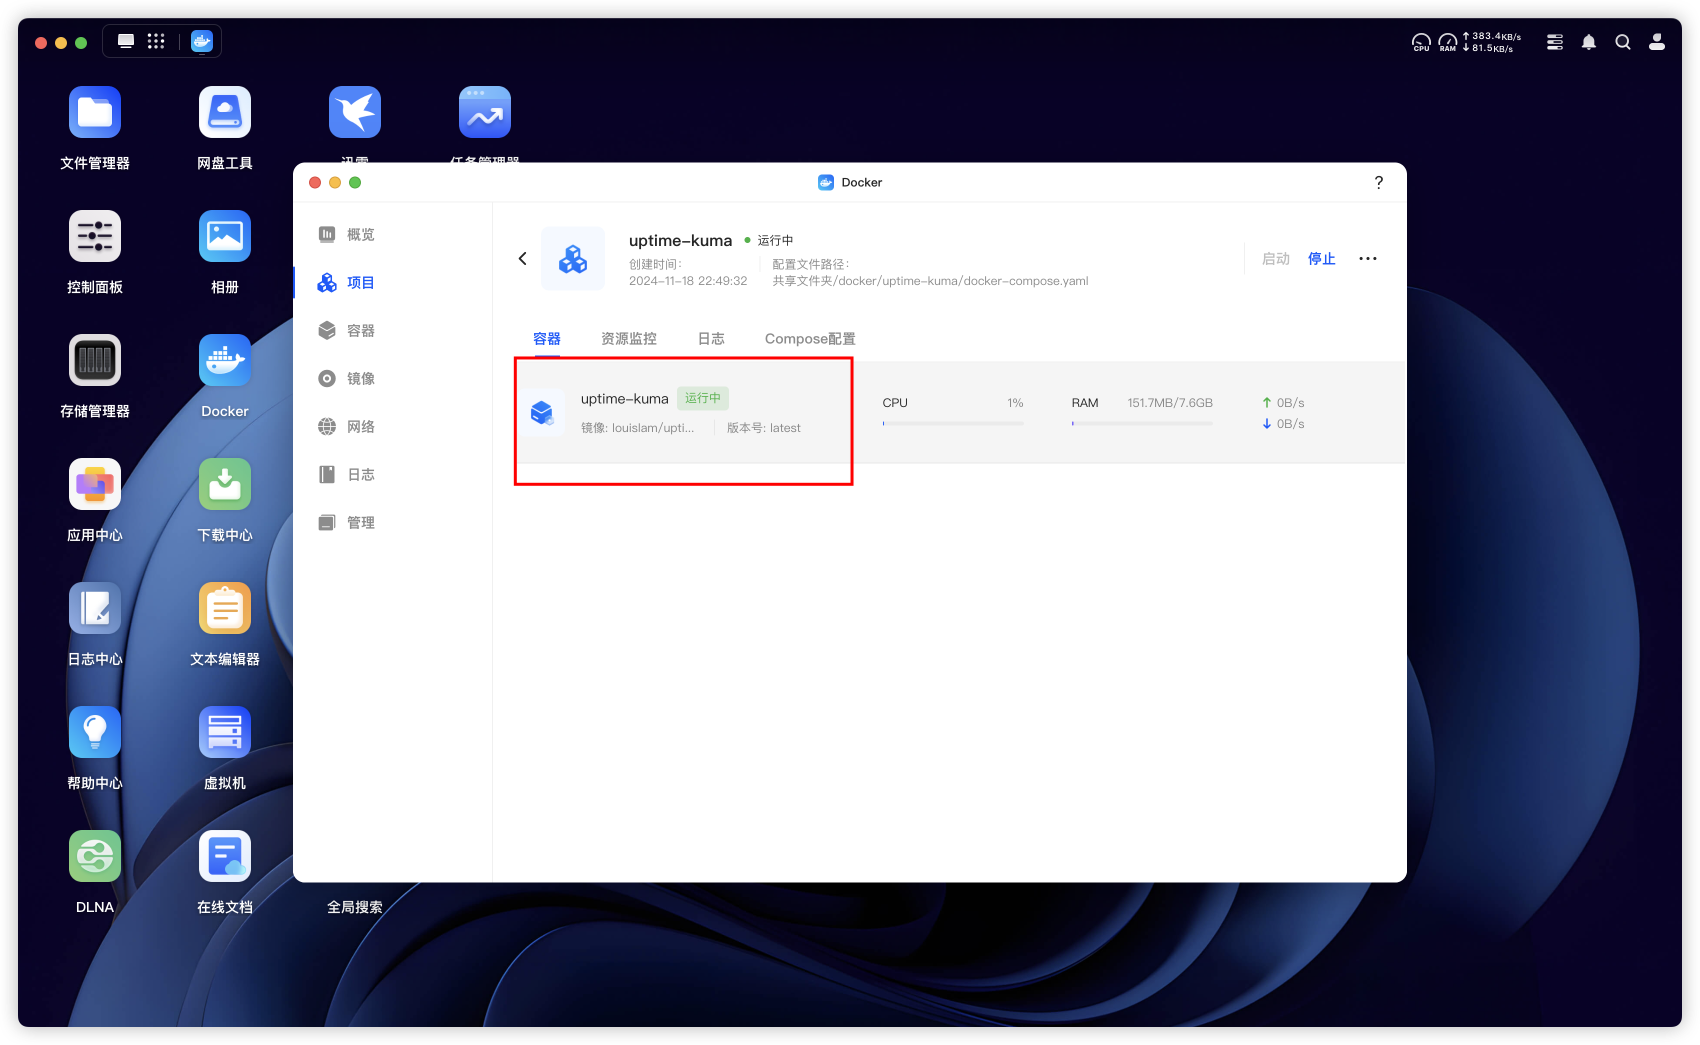 CPU
RAM
383.4KB/s
81.5KB/s
文件管理器
网盘工具
迅雷
任务管理器
控制面板
相册
存储管理器
Docker
应用中心
下载中心
日志中心
文本编辑器
帮助中心
虚拟机
DLNA
在线文档
全局搜索
Docker
?
概览
项目
容器
镜像
网络
日志
管理
uptime-kuma 运行中
创建时间:
2024-11-18 22:49:32
配置文件路径:
共享文件夹/docker/uptime-kuma/docker-compose.yaml
启动 停止
容器 资源监控 日志 Compose配置
uptime-kuma 运行中
镜像: louislam/upti... 版本号: latest
CPU 1%
RAM 151.7MB/7.6GB
0B/s
0B/s